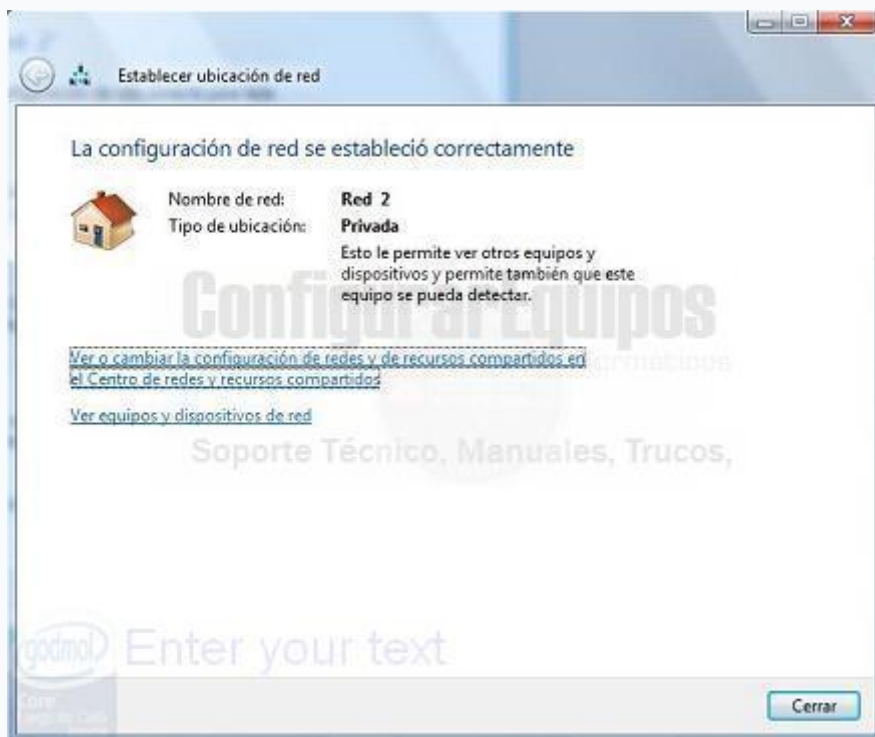 Establecer ubicación de red
La configuración de red se estableció correctamente
Nombre de red: Red 2
Tipo de ubicación: Privada
Esto le permite ver otros equipos y
dispositivos y permite también que este
equipo se pueda detectar.
ConfigurarEquipos
Ver o cambiar la configuración de redes y de recursos compartidos en
el Centro de redes y recursos compartidos
Ver equipos y dispositivos de red
Soporte Técnico, Manuales, Trucos,
godmol Enter your text
Core
Cerrar